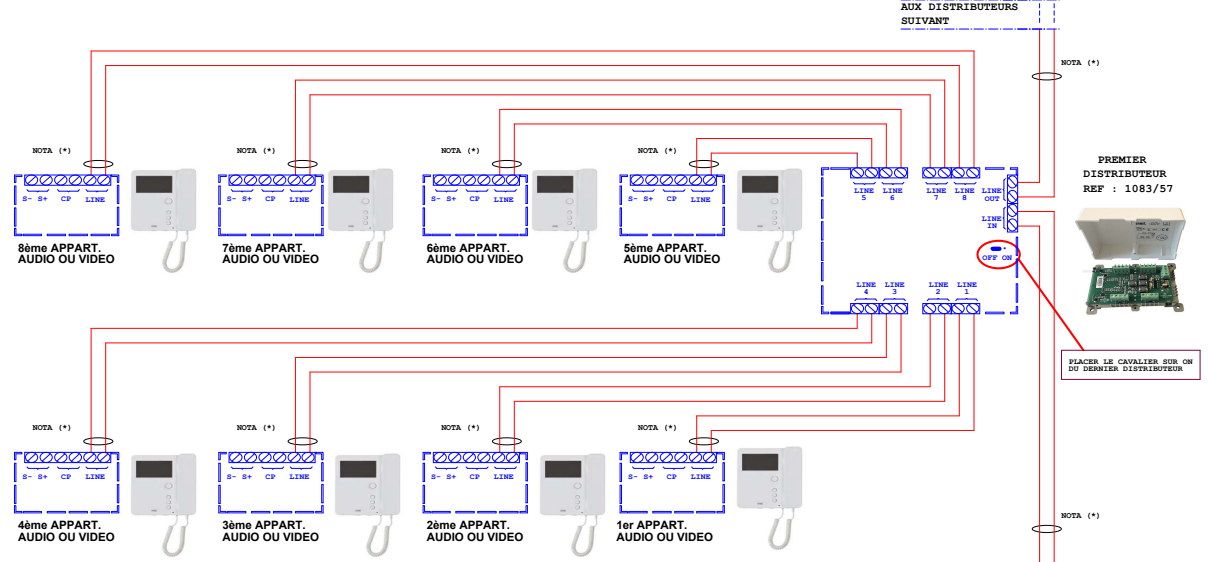 AUX DISTRIBUTEURS
SUIVANT
NOTA (*)
NOTA (*)
NOTA (*)
NOTA (*)
NOTA (*)
PREMIER
DISTRIBUTEUR
REF : 1083/57
S- S+ CP LINE
S- S+ CP LINE
S- S+ CP LINE
S- S+ CP LINE
LINE
5
LINE
6
LINE
7
LINE
8
LINE
OUT
LINE
IN
OFF ON
8ème APPART.
AUDIO OU VIDEO
7ème APPART.
AUDIO OU VIDEO
6ème APPART.
AUDIO OU VIDEO
5ème APPART.
AUDIO OU VIDEO
LINE
4
LINE
3
LINE
2
LINE
1
PLACER LE CAVALIER SUR ON
DU DERNIER DISTRIBUTEUR
NOTA (*)
NOTA (*)
NOTA (*)
NOTA (*)
S- S+ CP LINE
S- S+ CP LINE
S- S+ CP LINE
S- S+ CP LINE
4ème APPART.
AUDIO OU VIDEO
3ème APPART.
AUDIO OU VIDEO
2ème APPART.
AUDIO OU VIDEO
1er APPART.
AUDIO OU VIDEO
NOTA (*)